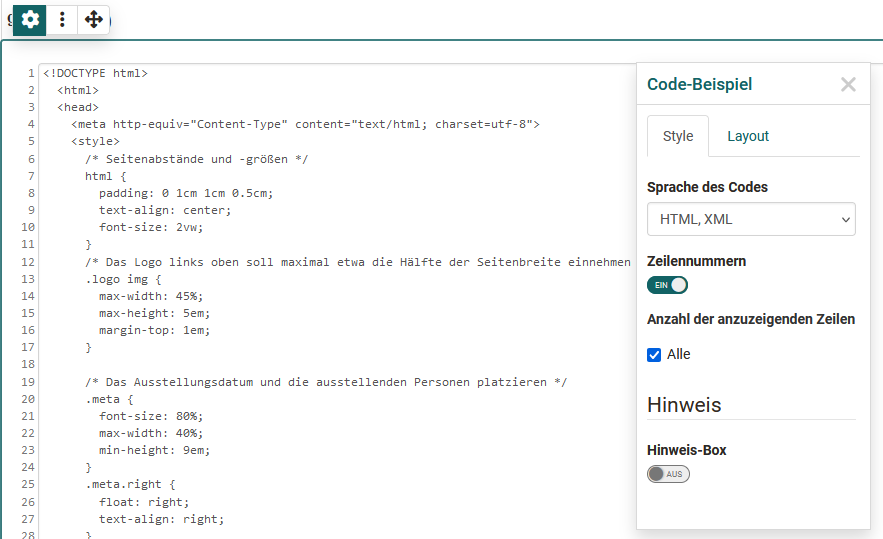 1 <!DOCTYPE html>
2 <html>
3 <head>
4 <meta http-equiv="Content-Type" content="text/html; charset=utf-8">
5 <style>
6 /* Seitenabstände und -größen */
7 html {
8 padding: 0 1cm 1cm 0.5cm;
9 text-align: center;
10 font-size: 2vw;
11 }
12 /* Das Logo links oben soll maximal etwa die Hälfte der Seitenbreite einnehmen
13 .logo img {
14 max-width: 45%;
15 max-height: 5em;
16 margin-top: 1em;
17 }
18
19 /* Das Ausstellungsdatum und die ausstellenden Personen platzieren */
20 .meta {
21 font-size: 80%;
22 max-width: 40%;
23 min-height: 9em;
24 }
25 .meta.right {
26 float: right;
27 text-align: right;
28 }
Code-Beispiel
Style Layout
Sprache des Codes
HTML, XML
Zeilennummern
EIN
Anzahl der anzuzeigenden Zeilen
Alle
Hinweis
Hinweis-Box
AUS